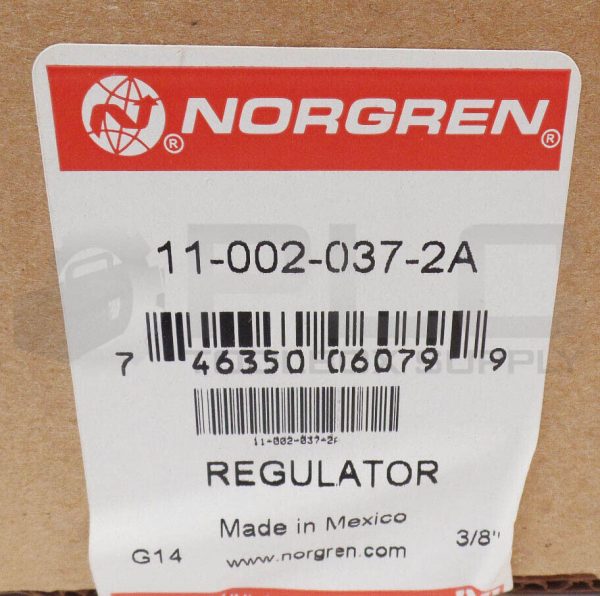 NORGREN®
11-002-037-2A
7 46350 06079 9
11-002-037-2A
REGULATOR
Made in Mexico
G14 www.norgren.com 3/8"